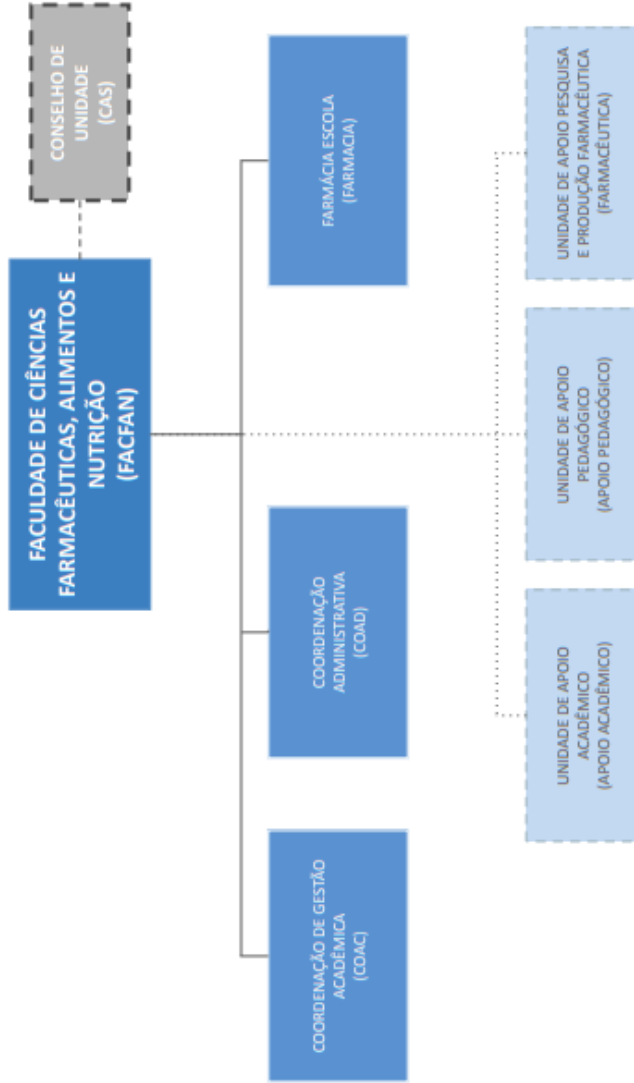 CONSELHO DE
UNIDADE
(CAS)
FACULDADE DE CIÊNCIAS
FARMACÊUTICAS, ALIMENTOS E
NUTRIÇÃO
(FACFAN)
COORDENAÇÃO DE GESTÃO
ACADÊMICA
(COAC)
COORDENAÇÃO
ADMINISTRATIVA
(COAD)
FARMÁCIA ESCOLA
(FARMACIA)
UNIDADE DE APOIO
ACADÊMICO
(APOIO ACADÊMICO)
UNIDADE DE APOIO
PEDAGÓGICO
(APOIO PEDAGÓGICO)
UNIDADE DE APOIO PESQUISA
E PRODUÇÃO FARMACÊUTICA
(FARMACÊUTICA)